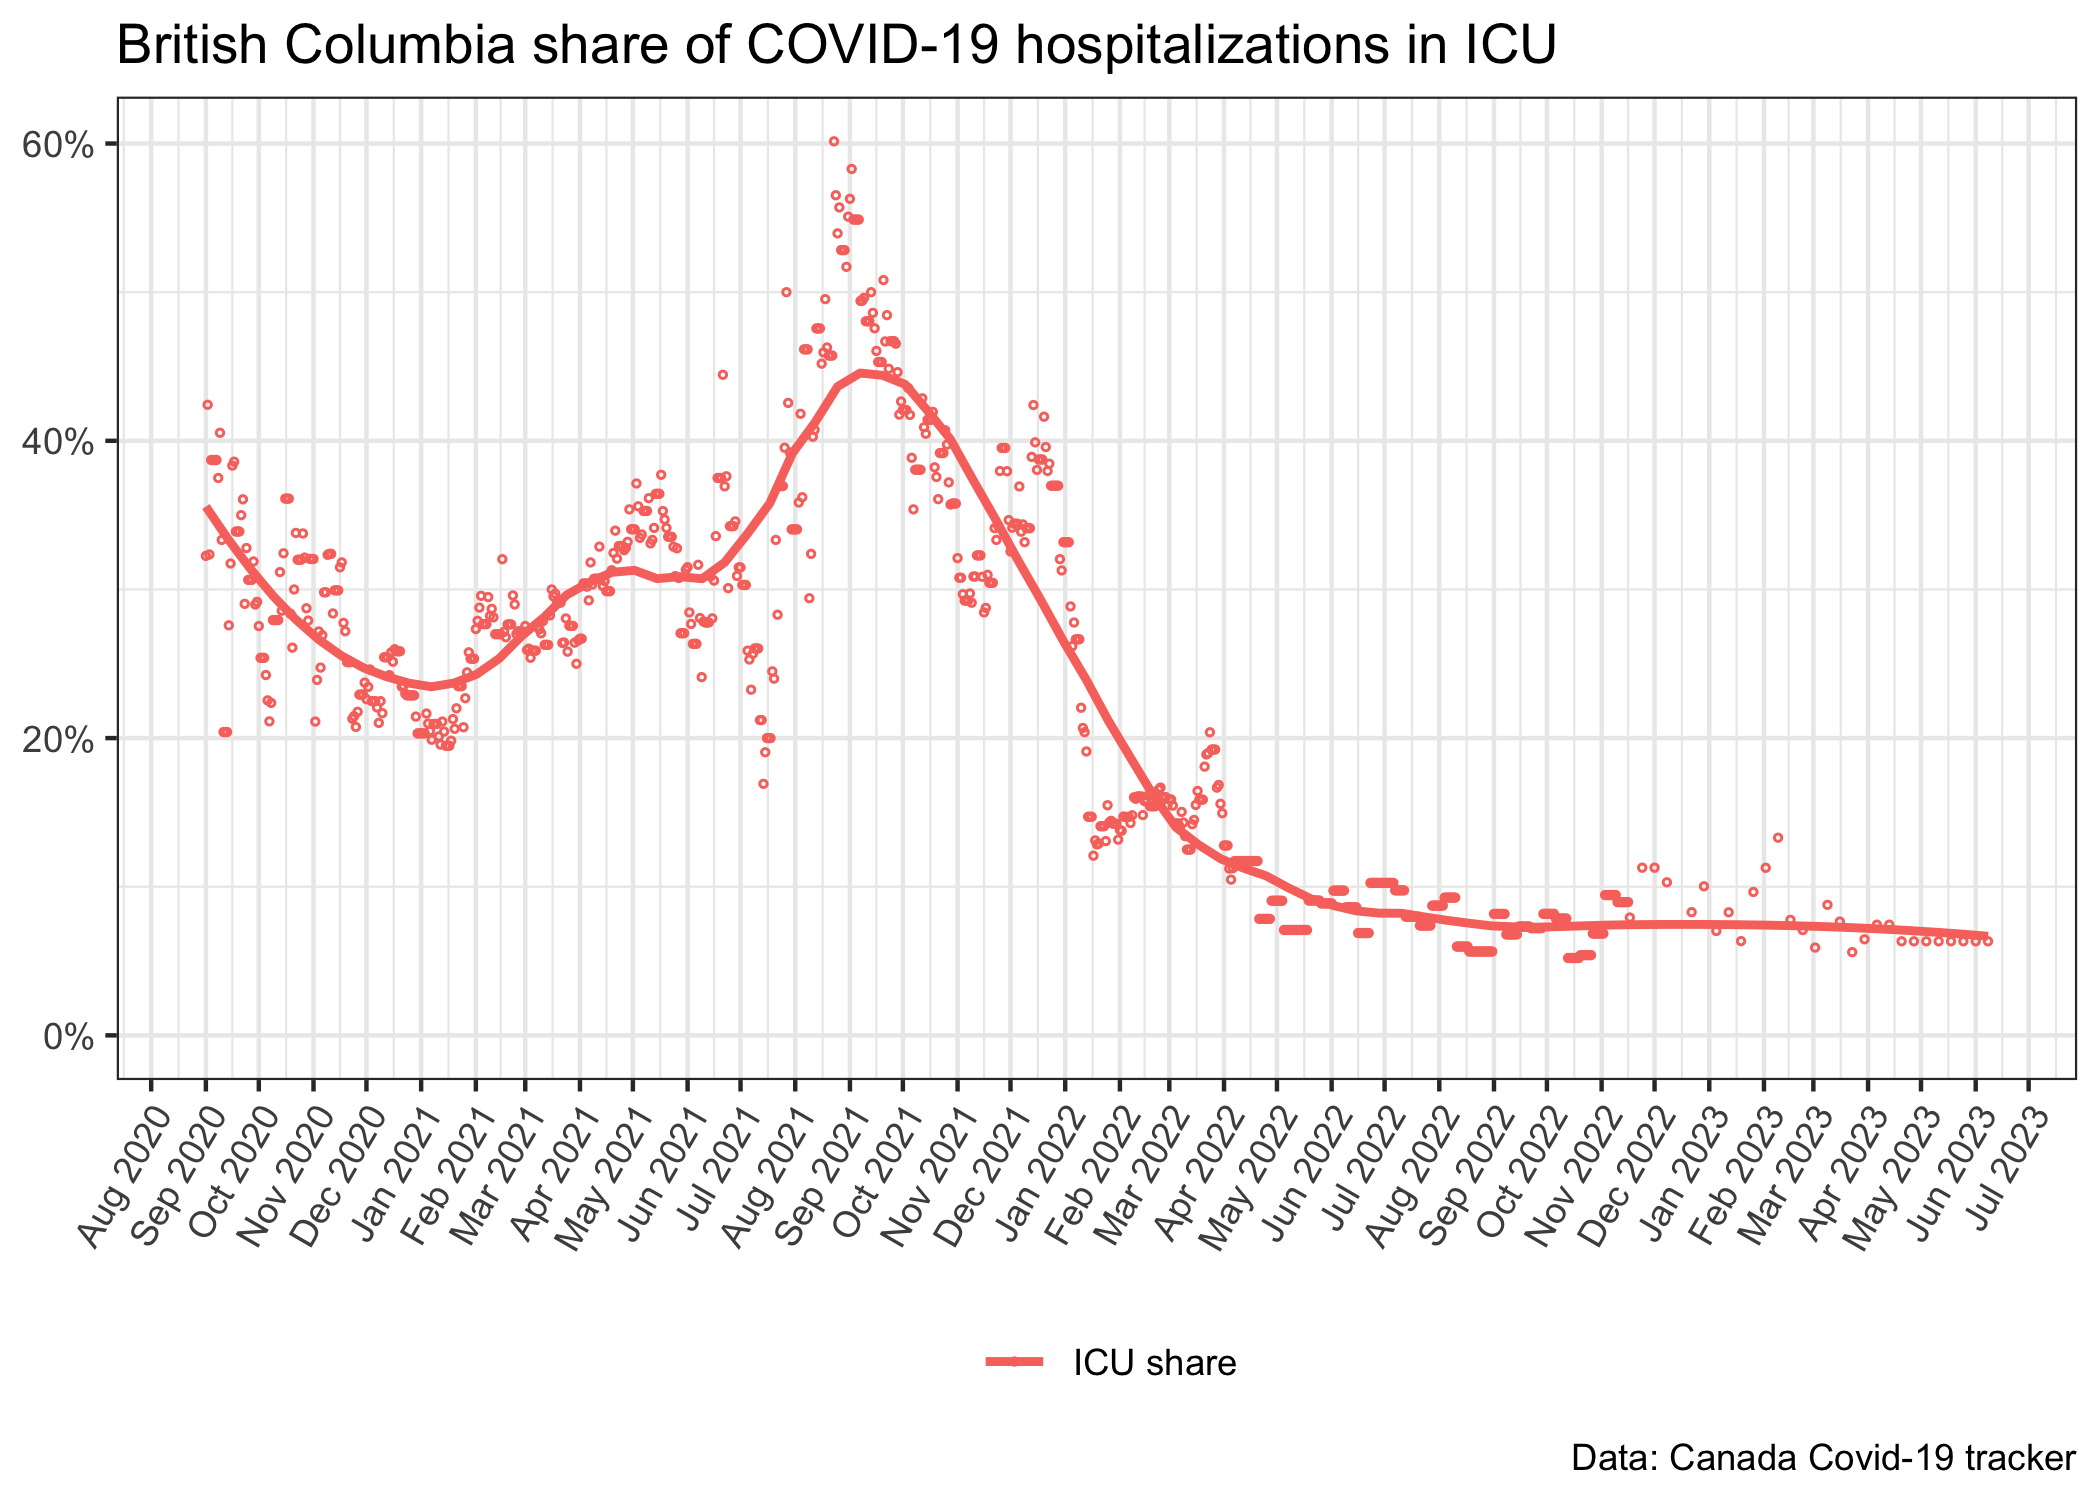 British Columbia share of COVID-19 hospitalizations in ICU
60%
40%
20%
0%
Aug 2020
Sep 2020
Oct 2020
Nov 2020
Dec 2020
Jan 2021
Feb 2021
Mar 2021
Apr 2021
May 2021
Jun 2021
Jul 2021
Aug 2021
Sep 2021
Oct 2021
Nov 2021
Dec 2021
Jan 2022
Feb 2022
Mar 2022
Apr 2022
May 2022
Jun 2022
Jul 2022
Aug 2022
Sep 2022
Oct 2022
Nov 2022
Dec 2022
Jan 2023
Feb 2023
Mar 2023
Apr 2023
May 2023
Jun 2023
Jul 2023
ICU share
Data: Canada Covid-19 tracker